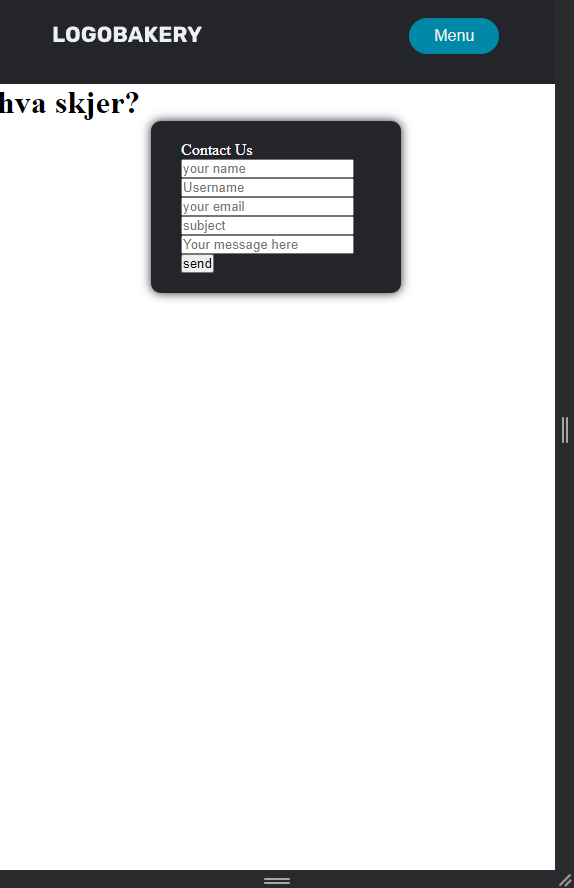 LOGOBAKERY
Menu
hva skjer?
Contact Us
your name
Username
your email
subject
Your message here
send